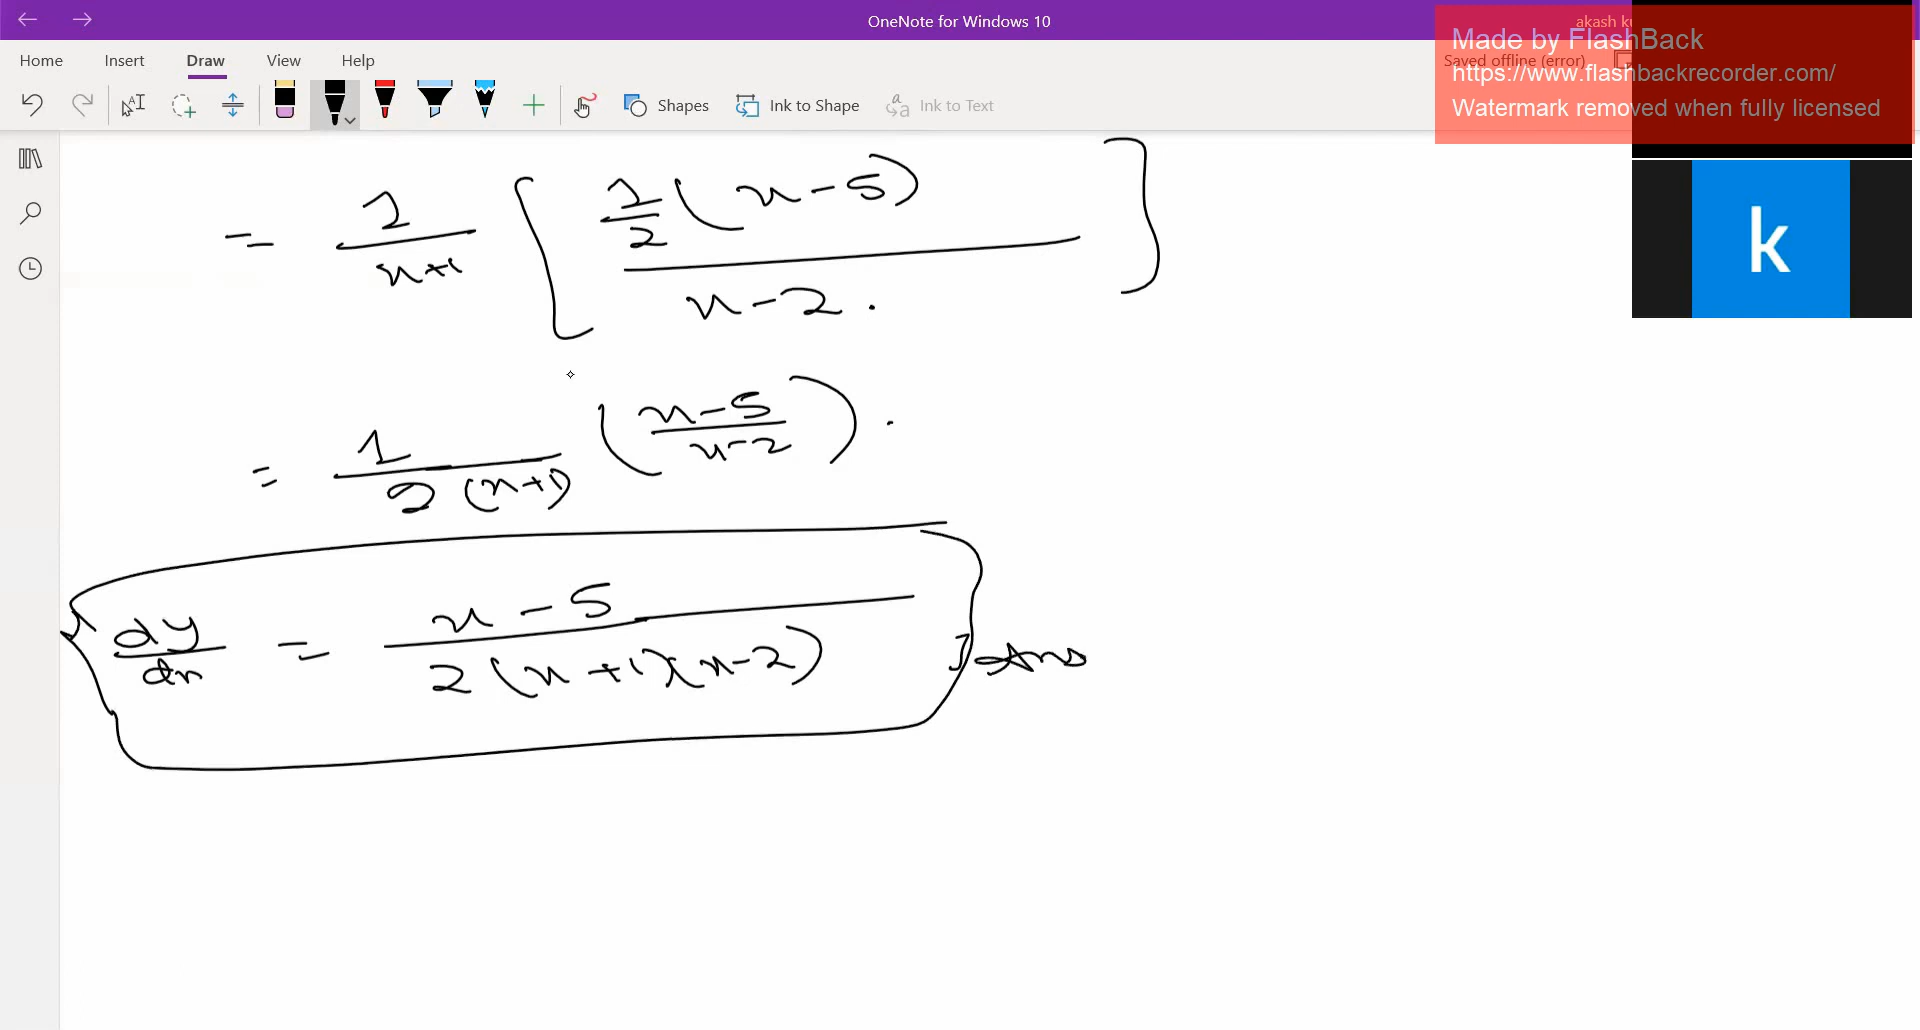 OneNote for Windows 10
akash ku
Made by FlashBack
Saved offline (error)
https://www.flashbackrecorder.com/
Watermark removed when fully licensed
Home Insert Draw View Help
Shapes Ink to Shape Ink to Text
k
= 1/(x+1) [ (1/2 (x-5))/(x-2) . ]
= 1/(2(x+1)) ((x-5)/(x-2)) .
dy/dx = (x-5)/(2(x+1)(x-2)) } Ans